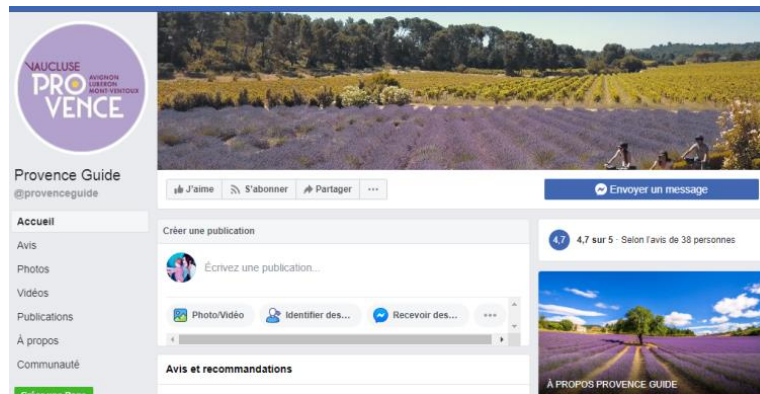 VAUCLUSE
PROVENCE
AVIGNON
LUBERON
MONT-VENTOUX
Provence Guide
@provenceguide
Accueil
Avis
Photos
Vidéos
Publications
À propos
Communauté
J'aime
S'abonner
Partager
Envoyer un message
Créer une publication
Écrivez une publication...
Photo/Vidéo
Identifier des...
Recevoir des...
Avis et recommandations
4,7
4,7 sur 5 · Selon l'avis de 38 personnes
À PROPOS PROVENCE GUIDE